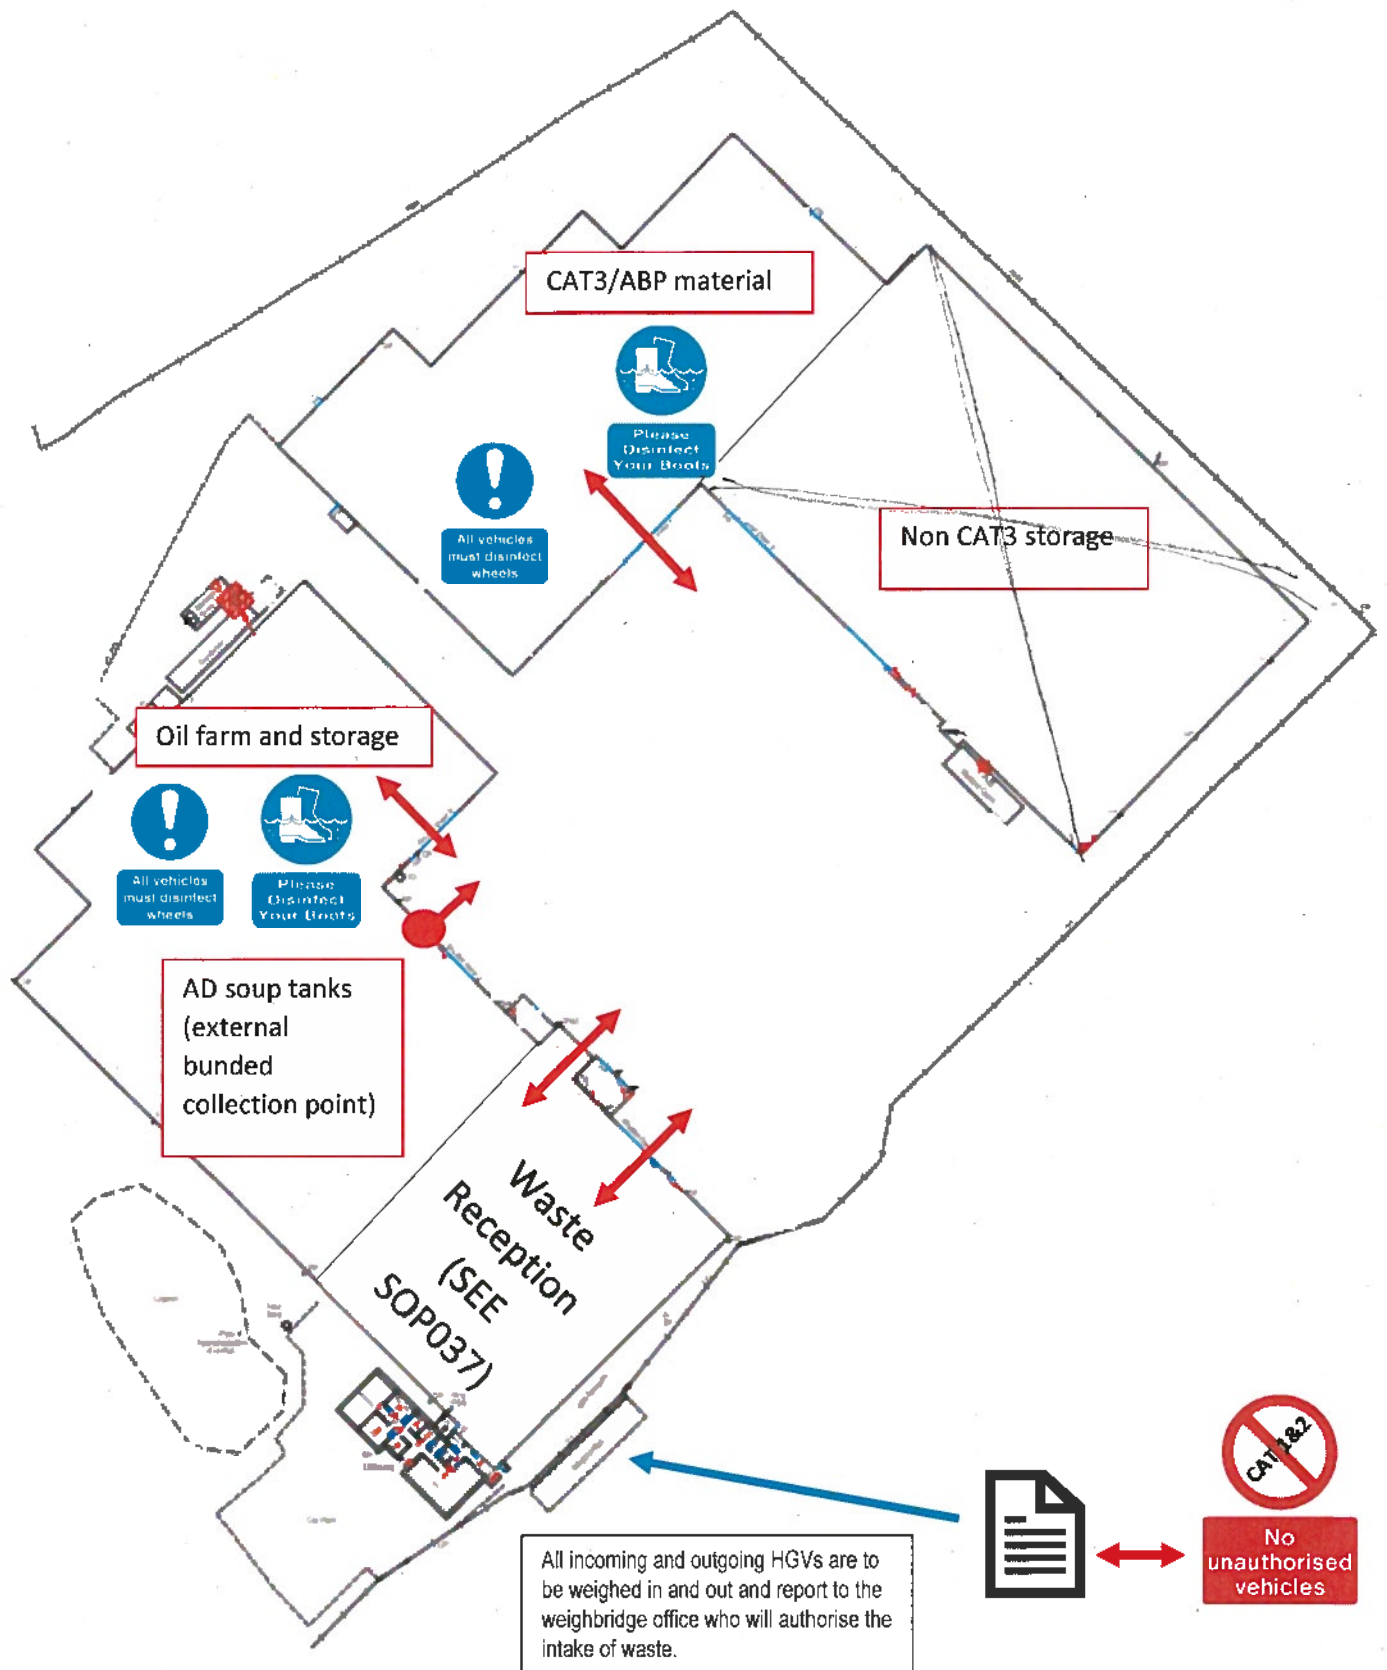 CAT3/ABP material
Please
Disinfect
Your Boots
All vehicles
must disinfect
wheels
Non CAT3 storage
Oil farm and storage
All vehicles
must disinfect
wheels
Please
Disinfect
Your Boots
AD soup tanks
(external
bunded
collection point)
Waste
Reception
(SEE
SOP037)
CAT 1&2
No
unauthorised
vehicles
All incoming and outgoing HGVs are to
be weighed in and out and report to the
weighbridge office who will authorise the
intake of waste.